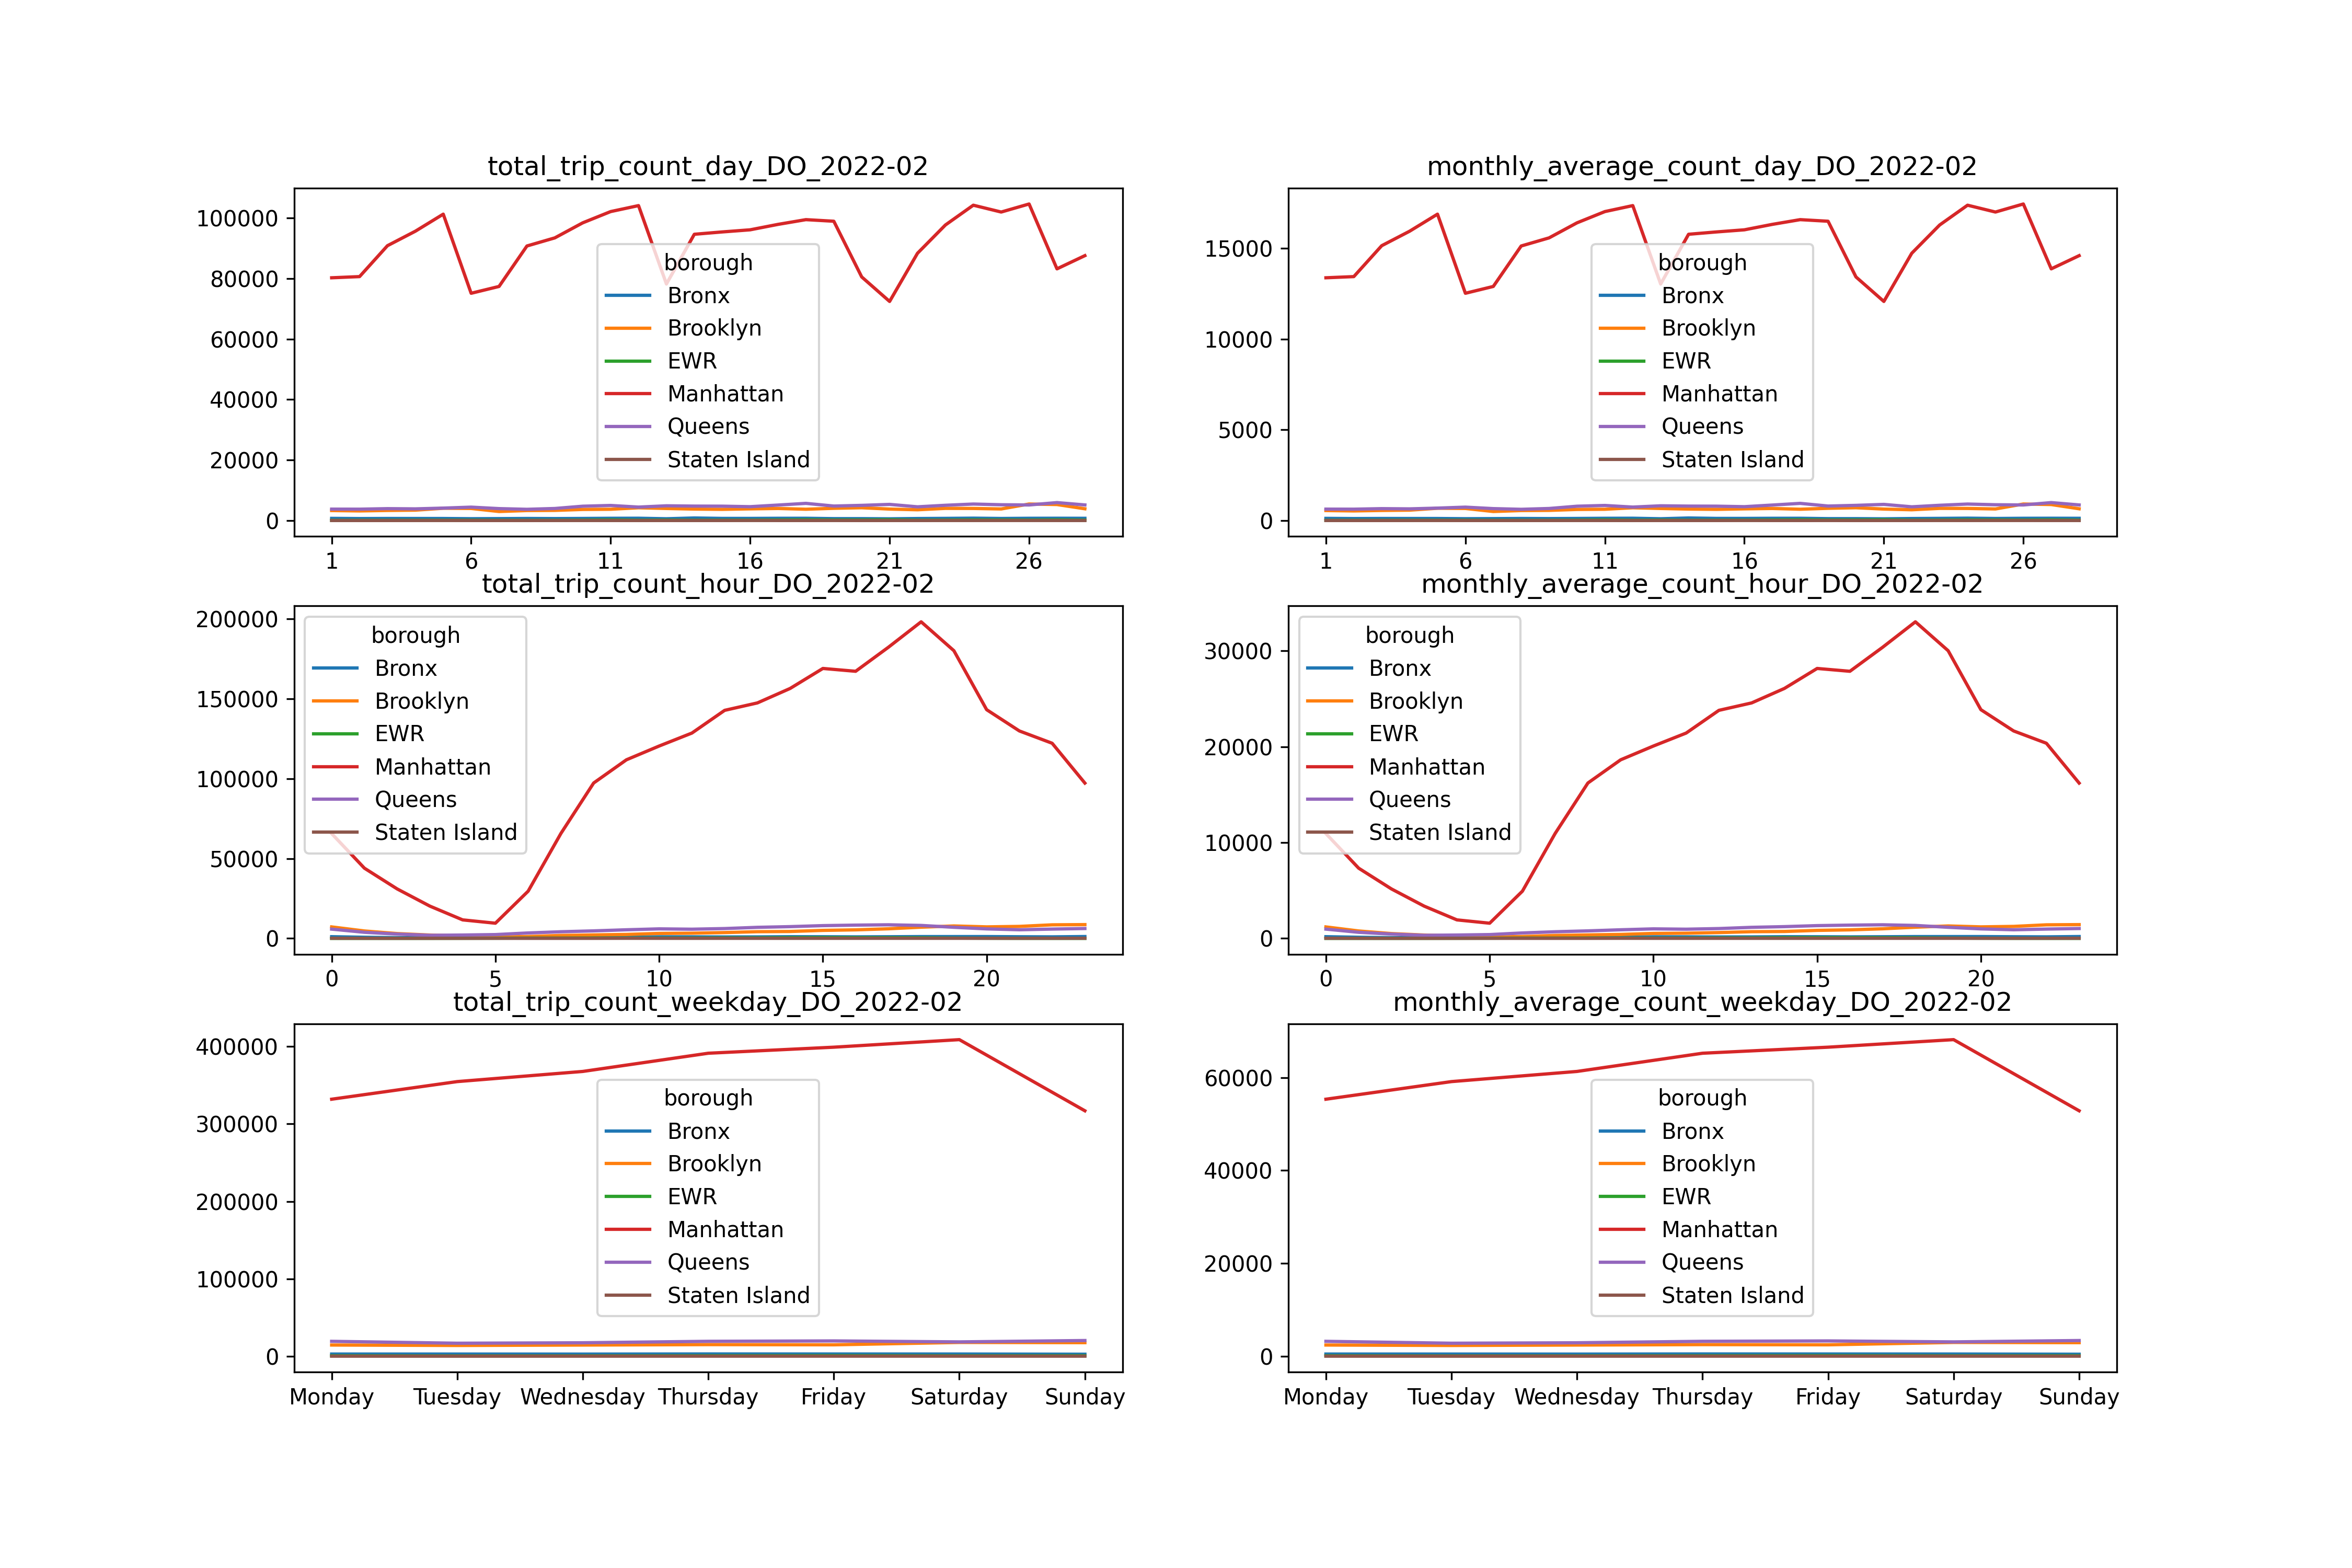 total_trip_count_day_DO_2022-02
100000
80000
60000
40000
20000
0
borough
Bronx
Brooklyn
EWR
Manhattan
Queens
Staten Island
1 6 11 16 21 26
monthly_average_count_day_DO_2022-02
15000
10000
5000
0
borough
Bronx
Brooklyn
EWR
Manhattan
Queens
Staten Island
1 6 11 16 21 26
total_trip_count_hour_DO_2022-02
200000
150000
100000
50000
0
borough
Bronx
Brooklyn
EWR
Manhattan
Queens
Staten Island
0 5 10 15 20
monthly_average_count_hour_DO_2022-02
30000
20000
10000
0
borough
Bronx
Brooklyn
EWR
Manhattan
Queens
Staten Island
0 5 10 15 20
total_trip_count_weekday_DO_2022-02
400000
300000
200000
100000
0
borough
Bronx
Brooklyn
EWR
Manhattan
Queens
Staten Island
Monday Tuesday Wednesday Thursday Friday Saturday Sunday
monthly_average_count_weekday_DO_2022-02
60000
40000
20000
0
borough
Bronx
Brooklyn
EWR
Manhattan
Queens
Staten Island
Monday Tuesday Wednesday Thursday Friday Saturday Sunday